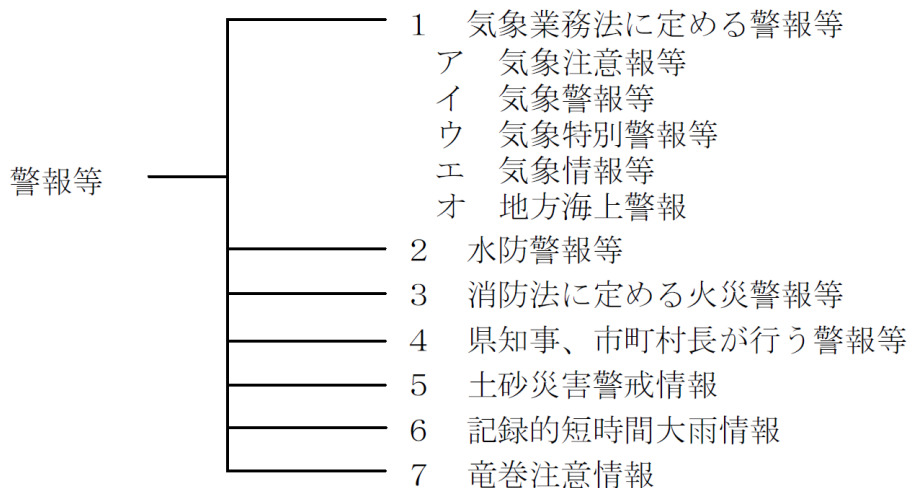 1 気象業務法に定める警報等
ア 気象注意報等
イ 気象警報等
ウ 気象特別警報等
エ 気象情報等
オ 地方海上警報
警報等
2 水防警報等
3 消防法に定める火災警報等
4 県知事、市町村長が行う警報等
5 土砂災害警戒情報
6 記録的短時間大雨情報
7 竜巻注意情報